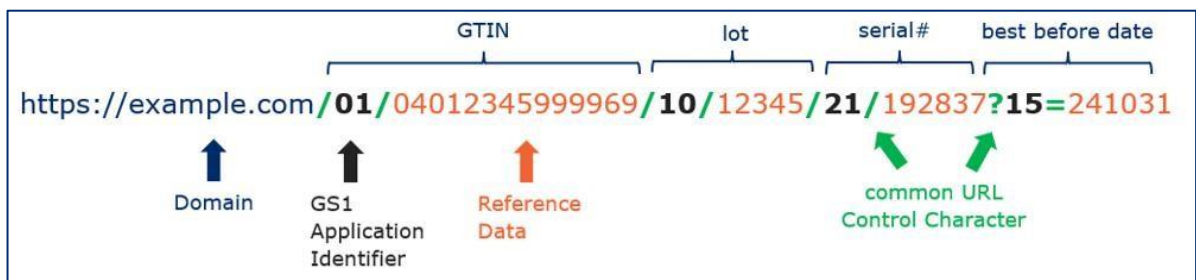 GTIN lot serial# best before date
https://example.com/01/04012345999969/10/12345/21/192837?15=241031
Domain GS1 Reference common URL
Application Data Control Character
Identifier